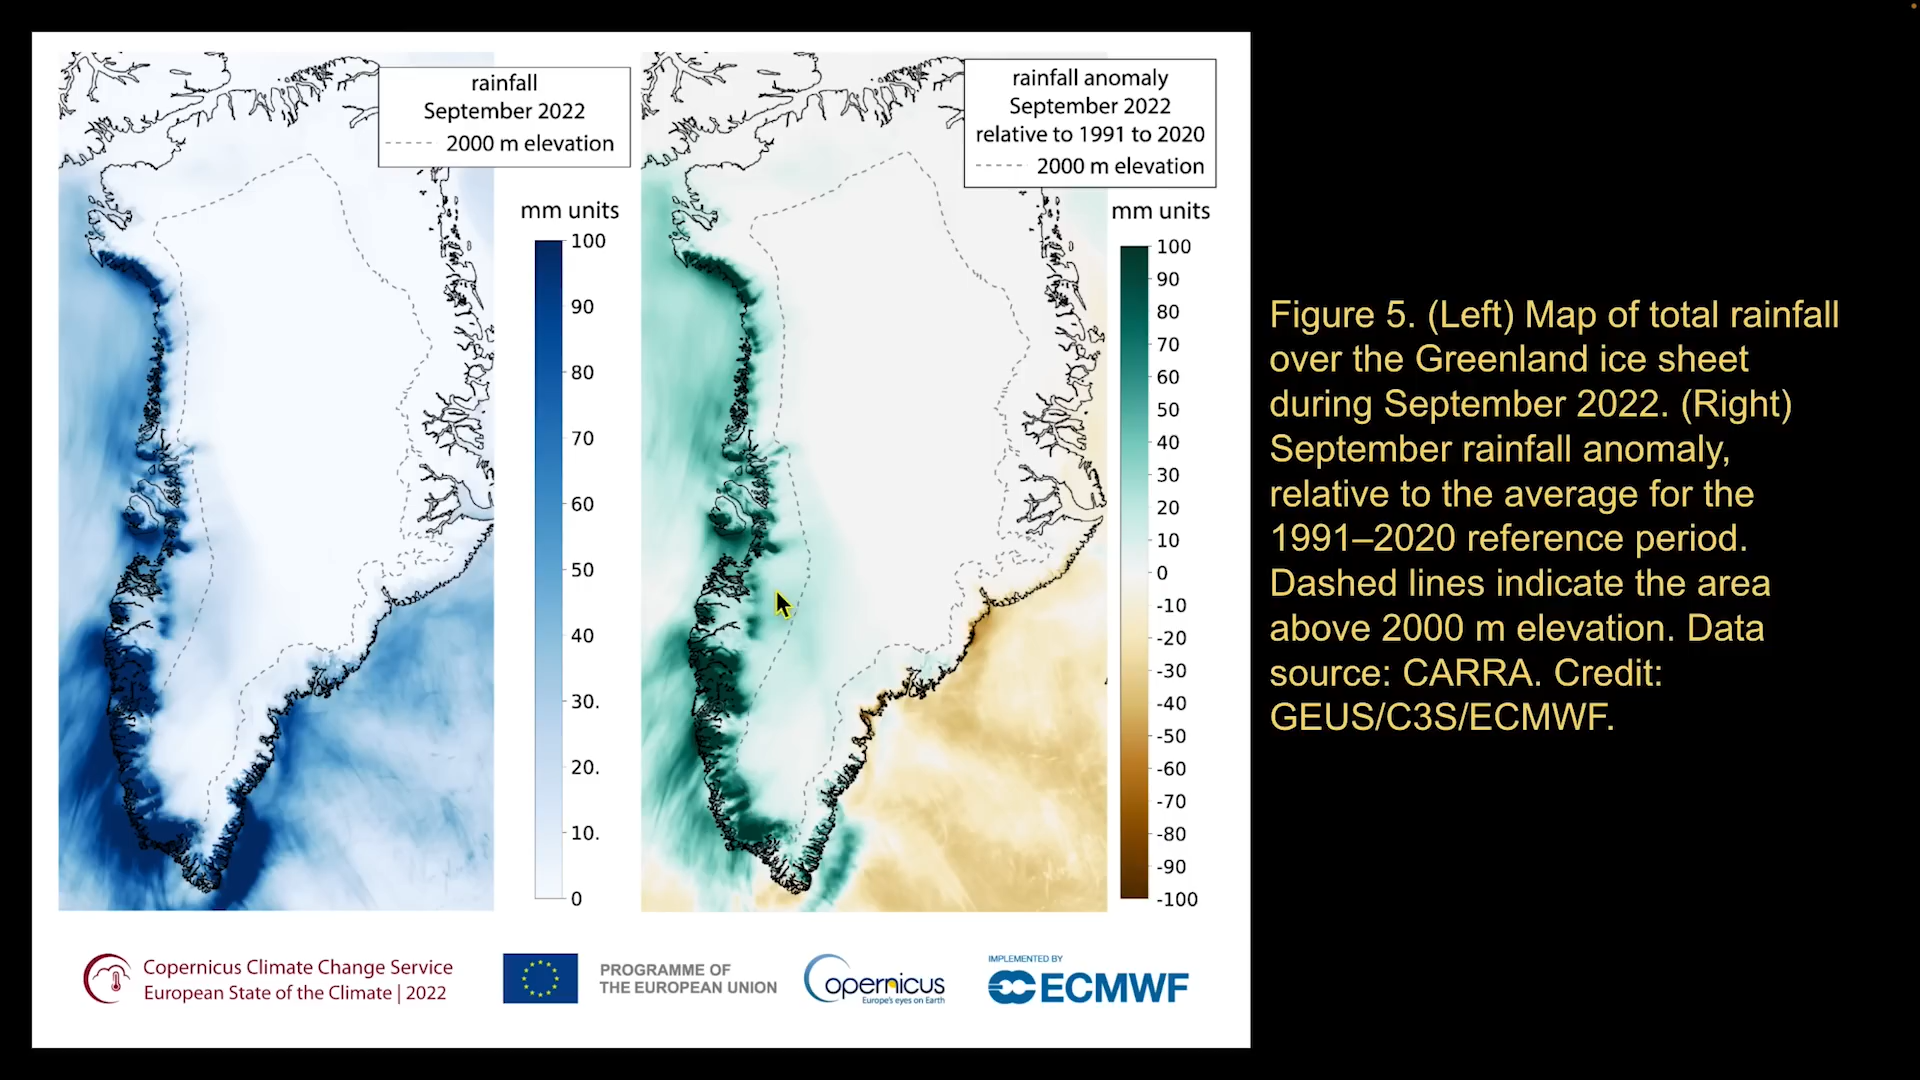 rainfall
September 2022
2000 m elevation
mm units
100
90
80
70
60
50
40
30.
20.
10.
0
rainfall anomaly
September 2022
relative to 1991 to 2020
2000 m elevation
mm units
100
90
80
70
60
50
40
30
20
10
0
-10
-20
-30
-40
-50
-60
-70
-80
-90
-100
Figure 5. (Left) Map of total rainfall
over the Greenland ice sheet
during September 2022. (Right)
September rainfall anomaly,
relative to the average for the
1991–2020 reference period.
Dashed lines indicate the area
above 2000 m elevation. Data
source: CARRA. Credit:
GEUS/C3S/ECMWF.
Copernicus Climate Change Service
European State of the Climate | 2022
PROGRAMME OF
THE EUROPEAN UNION
opernicus
Europe's eyes on Earth
IMPLEMENTED BY
ECMWF